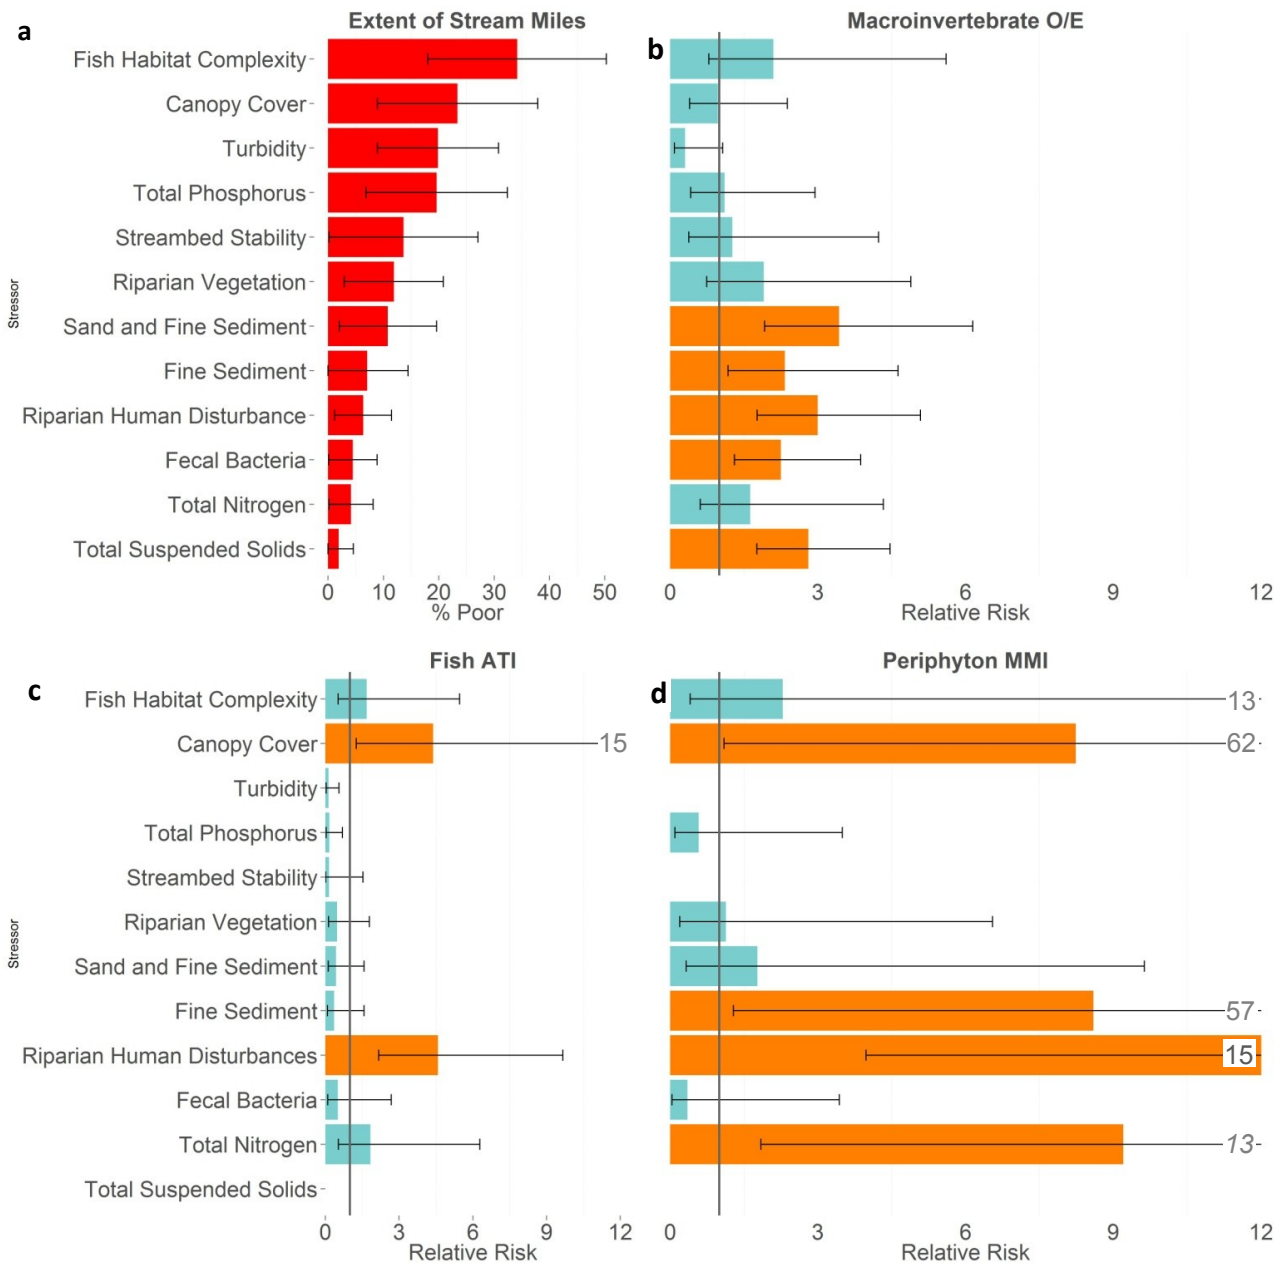 a
Extent of Stream Miles
Fish Habitat Complexity
Canopy Cover
Turbidity
Total Phosphorus
Streambed Stability
Riparian Vegetation
Sand and Fine Sediment
Fine Sediment
Riparian Human Disturbance
Fecal Bacteria
Total Nitrogen
Total Suspended Solids
Stressor
0 10 20 30 40 50
% Poor
b
Macroinvertebrate O/E
0 3 6 9 12
Relative Risk
c
Fish ATI
Fish Habitat Complexity
Canopy Cover
15
Turbidity
Total Phosphorus
Streambed Stability
Riparian Vegetation
Sand and Fine Sediment
Fine Sediment
Riparian Human Disturbances
Fecal Bacteria
Total Nitrogen
Total Suspended Solids
Stressor
0 3 6 9 12
Relative Risk
d
Periphyton MMI
13
62
57
15
13
0 3 6 9 12
Relative Risk